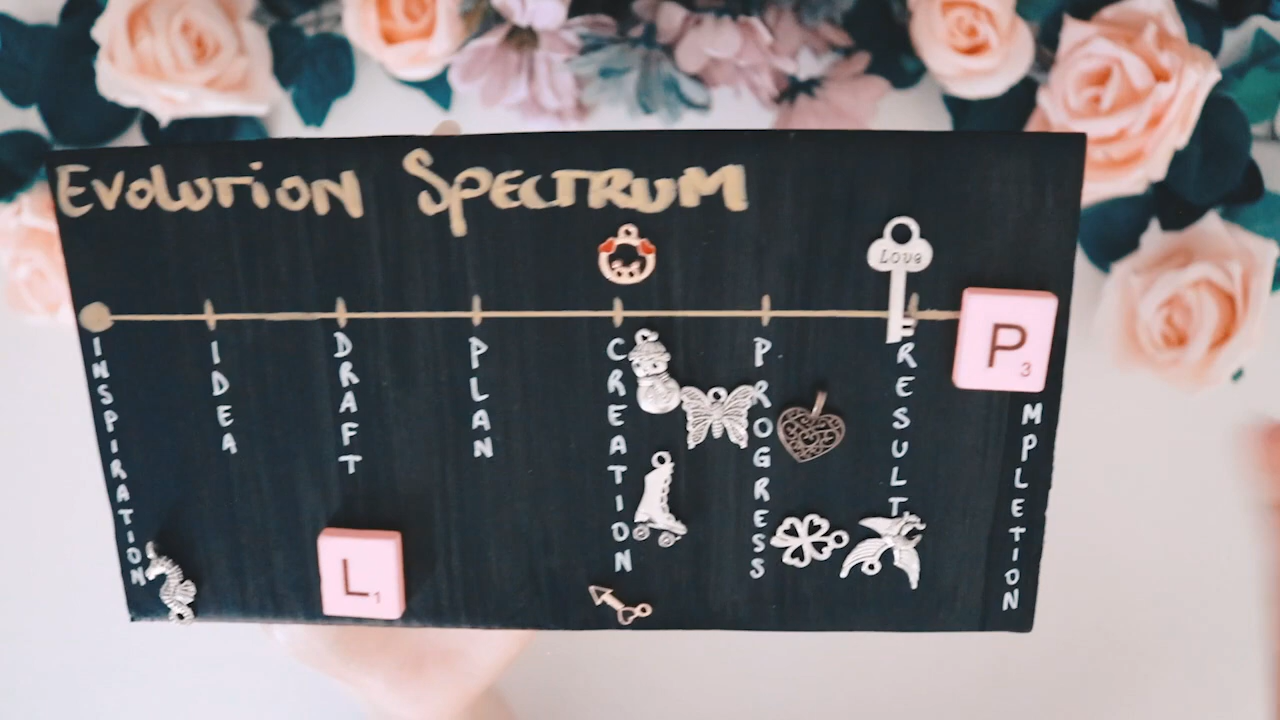 Evolution Spectrum
Love
INSPIRATION
IDEA
DRAFT
PLAN
CREATION
PROGRESS
RESULT
P3
MPLETION
L1